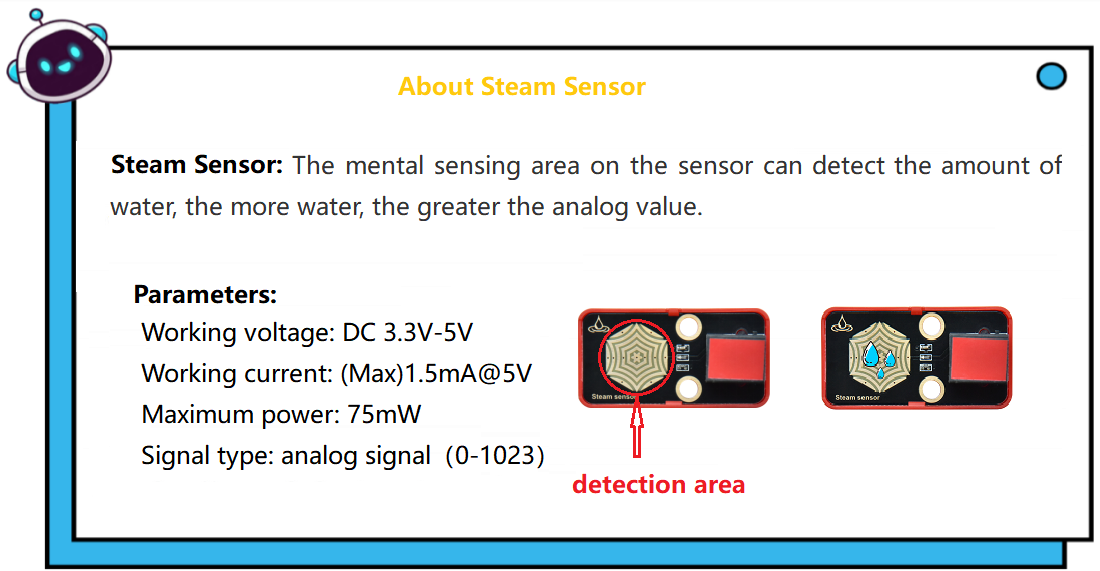 About Steam Sensor
Steam Sensor: The mental sensing area on the sensor can detect the amount of
water, the more water, the greater the analog value.
Parameters:
Working voltage: DC 3.3V-5V
Working current: (Max)1.5mA@5V
Maximum power: 75mW
Signal type: analog signal（0-1023）
Steam sensor
Steam sensor
detection area